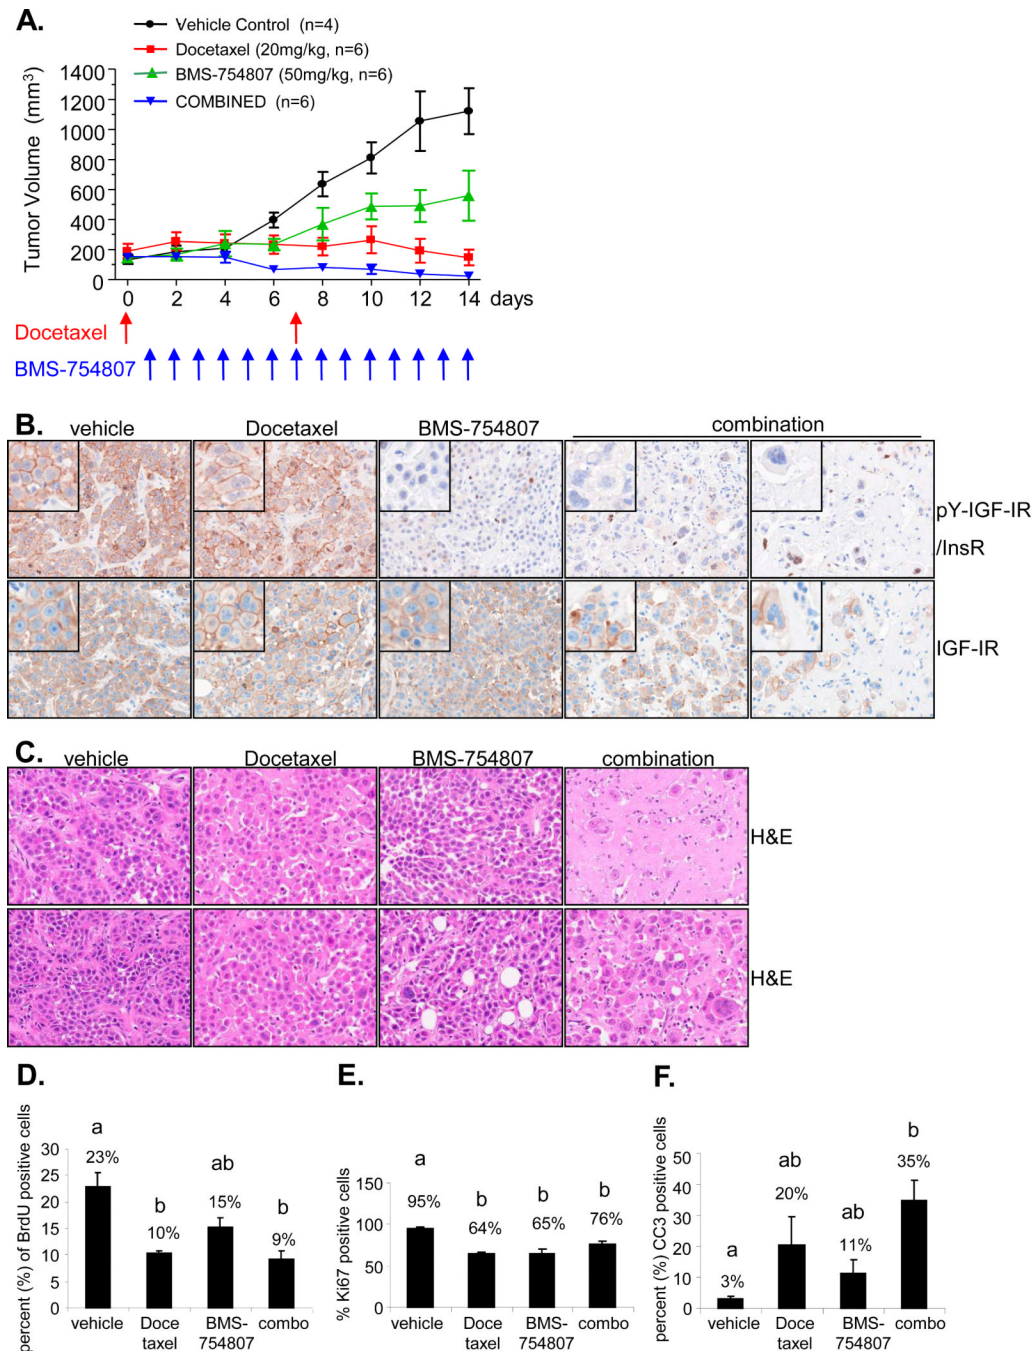 A.
Vehicle Control (n=4)
Docetaxel (20mg/kg, n=6)
BMS-754807 (50mg/kg, n=6)
COMBINED (n=6)
Tumor Volume (mm³)
1400
1200
1000
800
600
400
200
0
0 2 4 6 8 10 12 14 days
Docetaxel
BMS-754807
B.
vehicle Docetaxel BMS-754807 combination
pY-IGF-IR
/InsR
IGF-IR
C.
vehicle Docetaxel BMS-754807 combination
H&E
H&E
D.
percent (%) of BrdU positive cells
30
25
20
15
10
5
0
a
23%
b
10%
ab
15%
b
9%
vehicle Doce BMS- combo
taxel 754807
E.
% Ki67 positive cells
150
100
50
0
a
95%
b
64%
b
65%
b
76%
vehicle Doce BMS- combo
taxel 754807
F.
percent (%) CC3 positive cells
50
40
30
20
10
0
a
3%
ab
20%
ab
11%
b
35%
vehicle Doce BMS- combo
taxel 754807